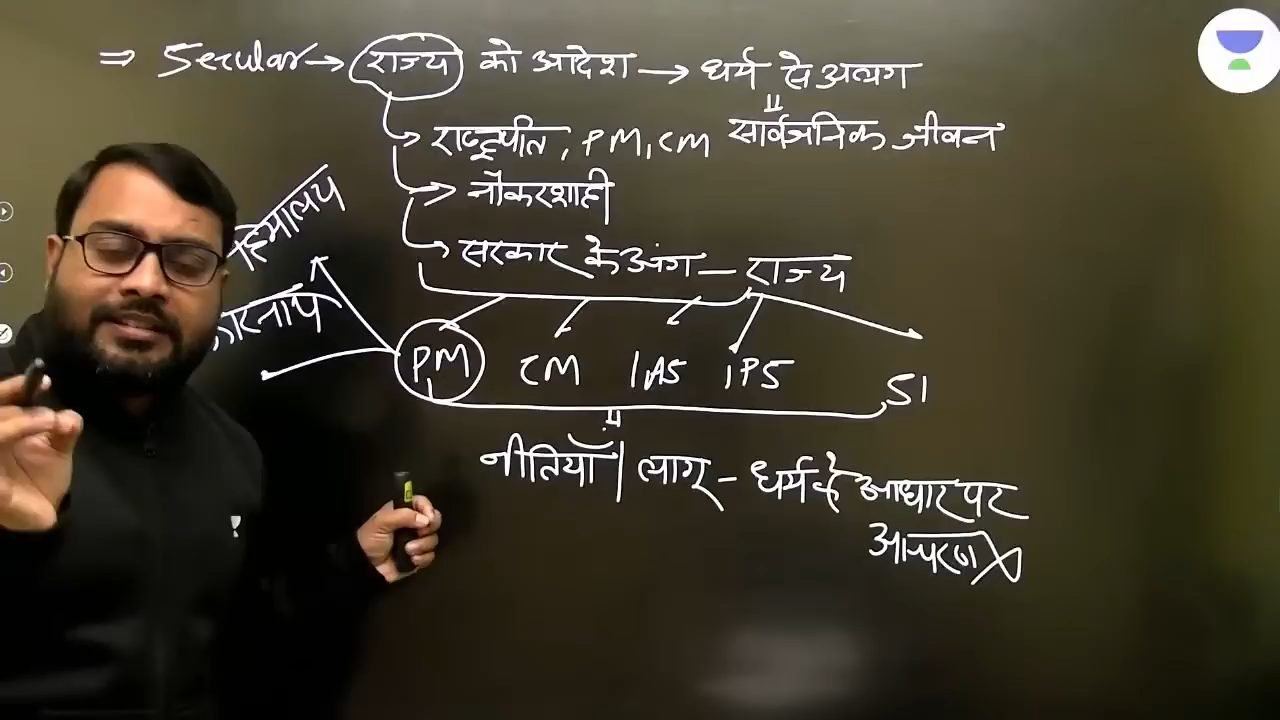 ⇒ Secular → राज्य को आदेश → धर्म से अलग
राष्ट्रपति, PM, CM सार्वजनिक जीवन
नौकरशाही
हिमालय
सरकार के अंग – राज्य
PM CM IAS IPS SI
नीतियाँ | लागू – धर्म के आधार पर
आचरण X